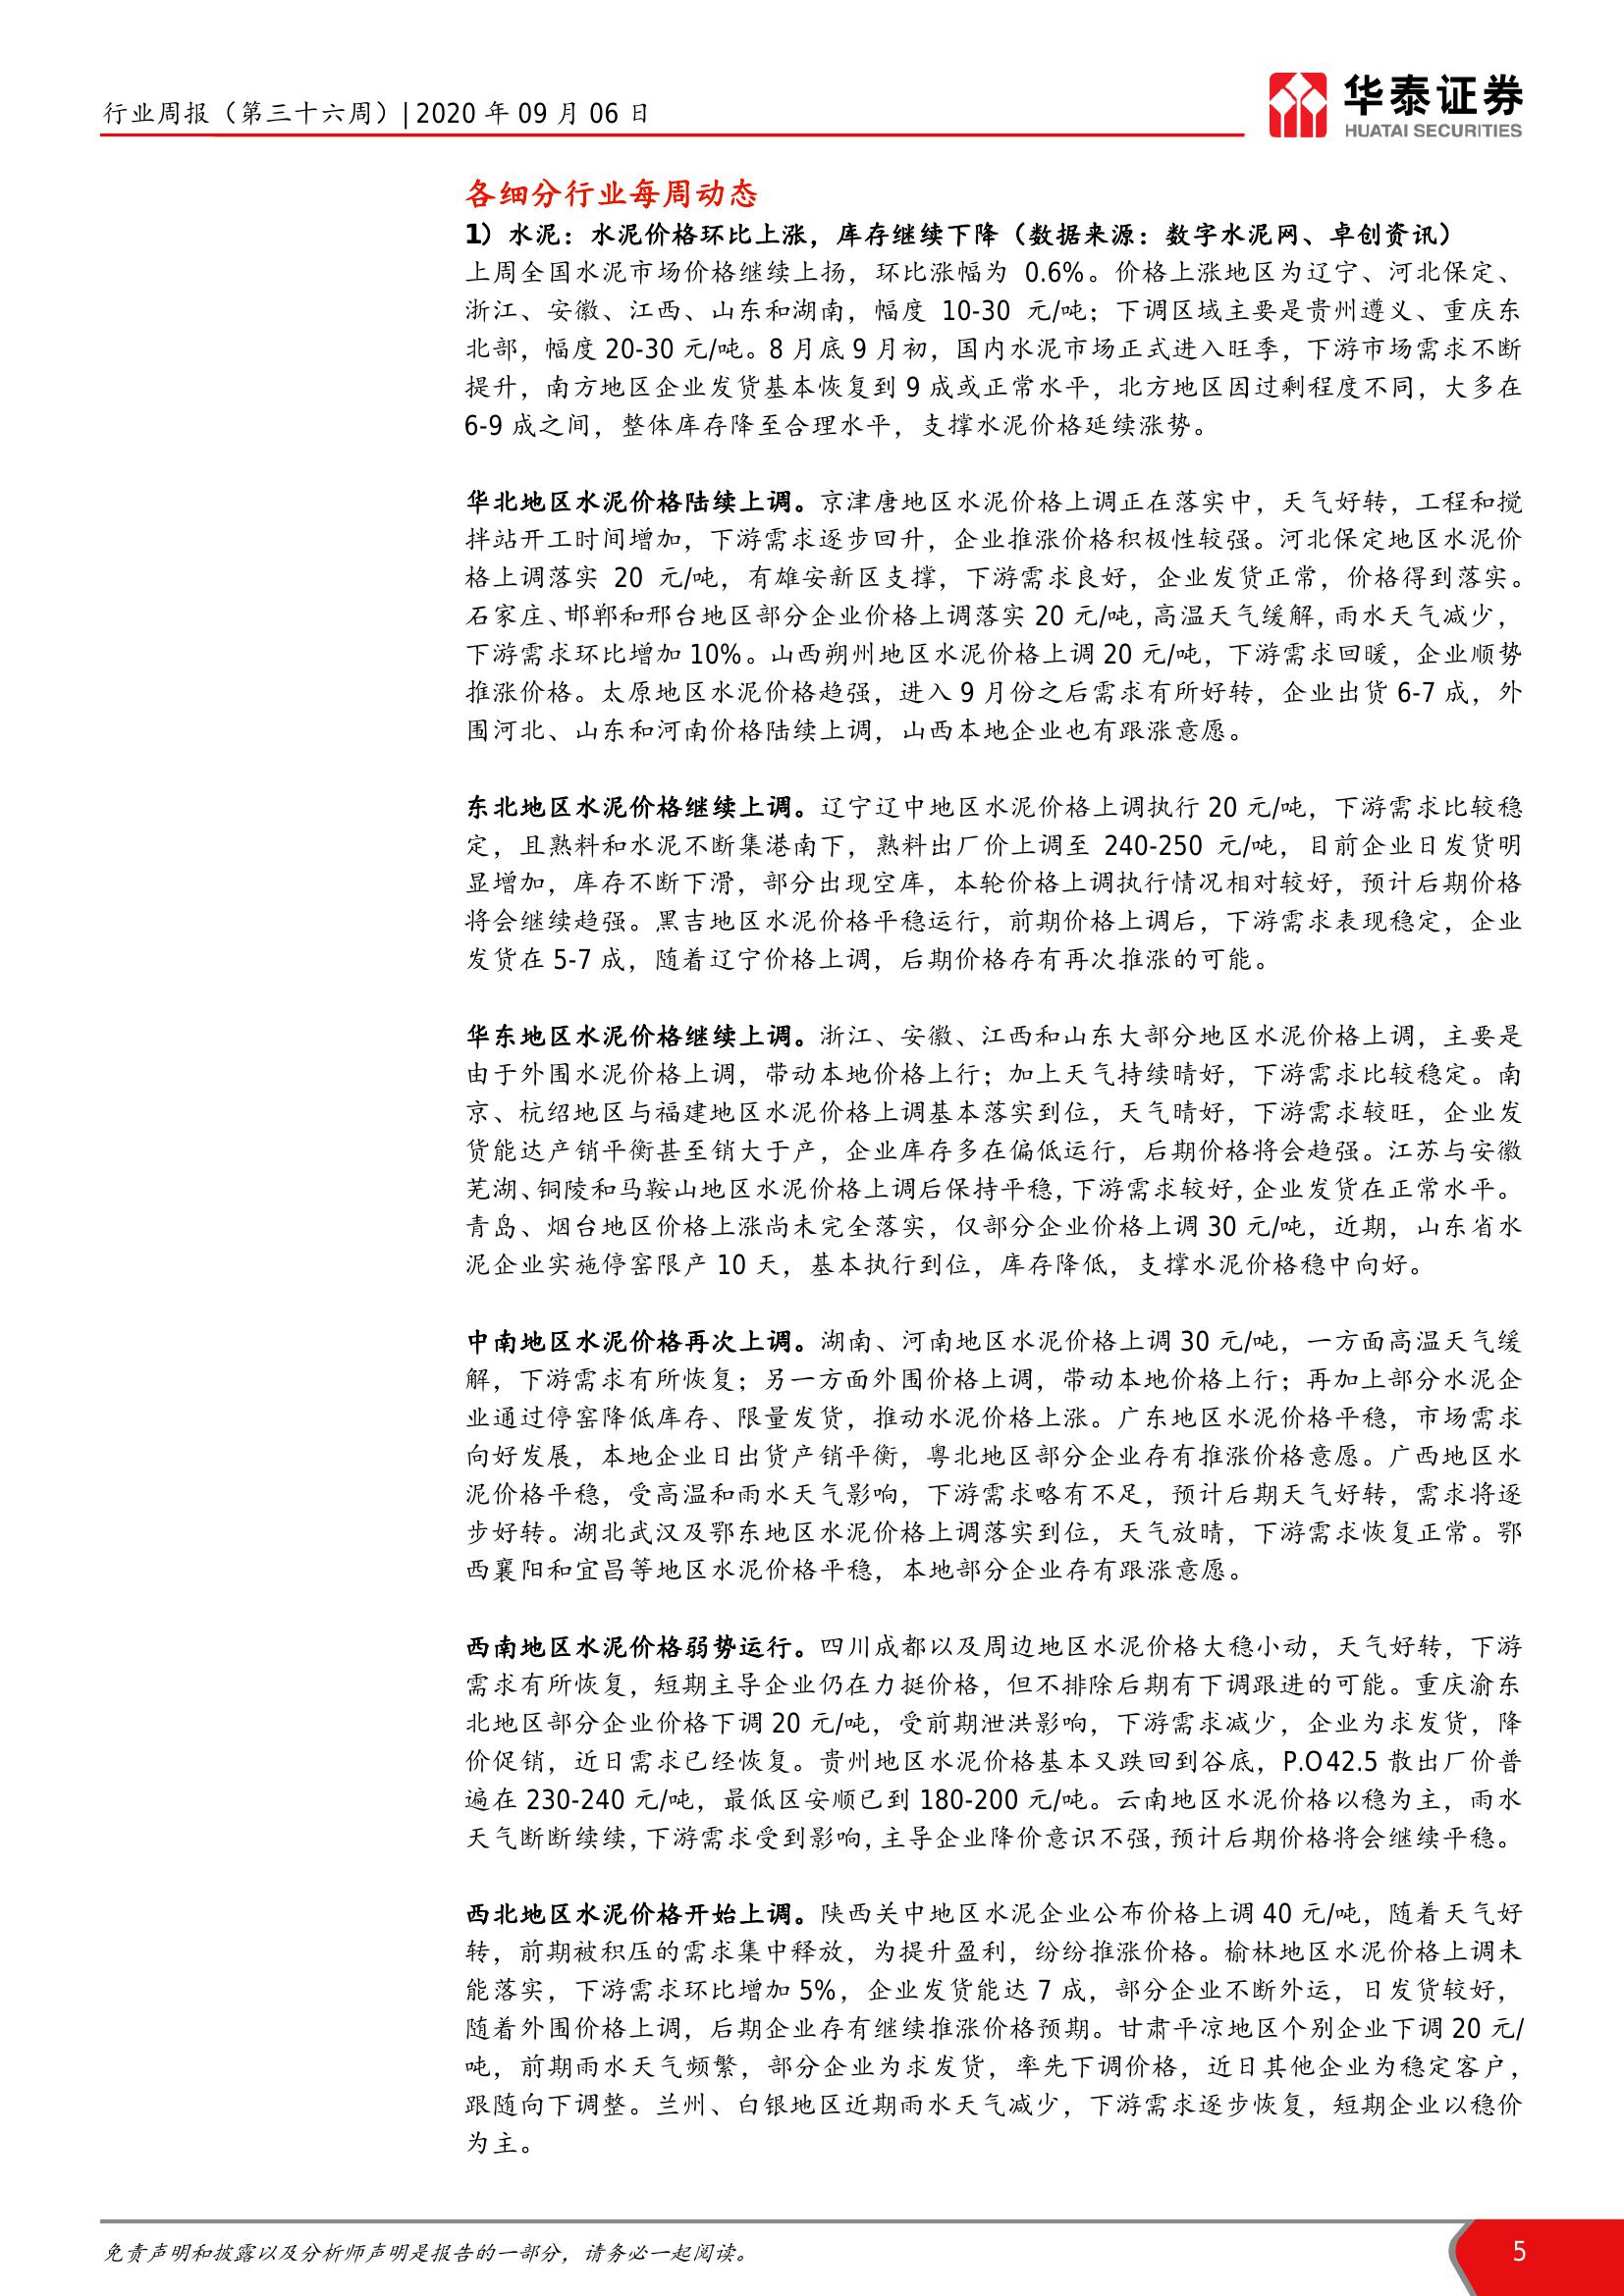 行业周报（第三十六周）| 2020 年 09 月 06 日
华泰证券
HUATAI SECURITIES
各细分行业每周动态
1）水泥：水泥价格环比上涨，库存继续下降（数据来源：数字水泥网、卓创资讯）
上周全国水泥市场价格继续上扬，环比涨幅为 0.6%。价格上涨地区为辽宁、河北保定、
浙江、安徽、江西、山东和湖南，幅度 10-30 元/吨；下调区域主要是贵州遵义、重庆东
北部，幅度 20-30 元/吨。8 月底 9 月初，国内水泥市场正式进入旺季，下游市场需求不断
提升，南方地区企业发货基本恢复到 9 成或正常水平，北方地区因过剩程度不同，大多在
6-9 成之间，整体库存降至合理水平，支撑水泥价格延续涨势。
华北地区水泥价格陆续上调。京津唐地区水泥价格上调正在落实中，天气好转，工程和搅
拌站开工时间增加，下游需求逐步回升，企业推涨价格积极性较强。河北保定地区水泥价
格上调落实 20 元/吨，有雄安新区支撑，下游需求良好，企业发货正常，价格得到落实。
石家庄、邯郸和邢台地区部分企业价格上调落实 20 元/吨，高温天气缓解，雨水天气减少，
下游需求环比增加 10%。山西朔州地区水泥价格上调 20 元/吨，下游需求回暖，企业顺势
推涨价格。太原地区水泥价格趋强，进入 9 月份之后需求有所好转，企业出货 6-7 成，外
围河北、山东和河南价格陆续上调，山西本地企业也有跟涨意愿。
东北地区水泥价格继续上调。辽宁辽中地区水泥价格上调执行 20 元/吨，下游需求比较稳
定，且熟料和水泥不断集港南下，熟料出厂价上调至 240-250 元/吨，目前企业日发货明
显增加，库存不断下滑，部分出现空库，本轮价格上调执行情况相对较好，预计后期价格
将会继续趋强。黑吉地区水泥价格平稳运行，前期价格上调后，下游需求表现稳定，企业
发货在 5-7 成，随着辽宁价格上调，后期价格存有再次推涨的可能。
华东地区水泥价格继续上调。浙江、安徽、江西和山东大部分地区水泥价格上调，主要是
由于外围水泥价格上调，带动本地价格上行；加上天气持续晴好，下游需求比较稳定。南
京、杭绍地区与福建地区水泥价格上调基本落实到位，天气晴好，下游需求较旺，企业发
货能达产销平衡甚至销大于产，企业库存多在偏低运行，后期价格将会趋强。江苏与安徽
芜湖、铜陵和马鞍山地区水泥价格上调后保持平稳，下游需求较好，企业发货在正常水平。
青岛、烟台地区价格上涨尚未完全落实，仅部分企业价格上调 30 元/吨，近期，山东省水
泥企业实施停窑限产 10 天，基本执行到位，库存降低，支撑水泥价格稳中向好。
中南地区水泥价格再次上调。湖南、河南地区水泥价格上调 30 元/吨，一方面高温天气缓
解，下游需求有所恢复；另一方面外围价格上调，带动本地价格上行；再加上部分水泥企
业通过停窑降低库存、限量发货，推动水泥价格上涨。广东地区水泥价格平稳，市场需求
向好发展，本地企业日出货产销平衡，粤北地区部分企业存有推涨价格意愿。广西地区水
泥价格平稳，受高温和雨水天气影响，下游需求略有不足，预计后期天气好转，需求将逐
步好转。湖北武汉及鄂东地区水泥价格上调落实到位，天气放晴，下游需求恢复正常。鄂
西襄阳和宜昌等地区水泥价格平稳，本地部分企业存有跟涨意愿。
西南地区水泥价格弱势运行。四川成都以及周边地区水泥价格大稳小动，天气好转，下游
需求有所恢复，短期主导企业仍在力挺价格，但不排除后期有下调跟进的可能。重庆渝东
北地区部分企业价格下调 20 元/吨，受前期泄洪影响，下游需求减少，企业为求发货，降
价促销，近日需求已经恢复。贵州地区水泥价格基本又跌回到谷底，P.O42.5 散出厂价普
遍在 230-240 元/吨，最低区安顺已到 180-200 元/吨。云南地区水泥价格以稳为主，雨水
天气断断续续，下游需求受到影响，主导企业降价意识不强，预计后期价格将会继续平稳。
西北地区水泥价格开始上调。陕西关中地区水泥企业公布价格上调 40 元/吨，随着天气好
转，前期被积压的需求集中释放，为提升盈利，纷纷推涨价格。榆林地区水泥价格上调未
能落实，下游需求环比增加 5%，企业发货能达 7 成，部分企业不断外运，日发货较好，
随着外围价格上调，后期企业存有继续推涨价格预期。甘肃平凉地区个别企业下调 20 元/
吨，前期雨水天气频繁，部分企业为求发货，率先下调价格，近日其他企业为稳定客户，
跟随向下调整。兰州、白银地区近期雨水天气减少，下游需求逐步恢复，短期企业以稳价
为主。
免责声明和披露以及分析师声明是报告的一部分，请务必一起阅读。
5